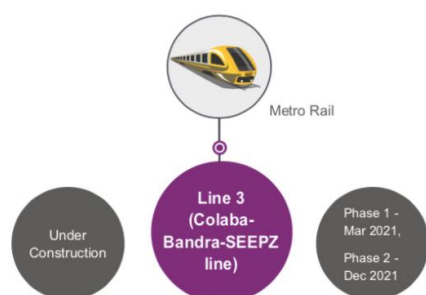 Metro Rail
Line 3
(Colaba-
Bandra-SEEPZ
line)
Under
Construction
Phase 1 -
Mar 2021,
Phase 2 -
Dec 2021